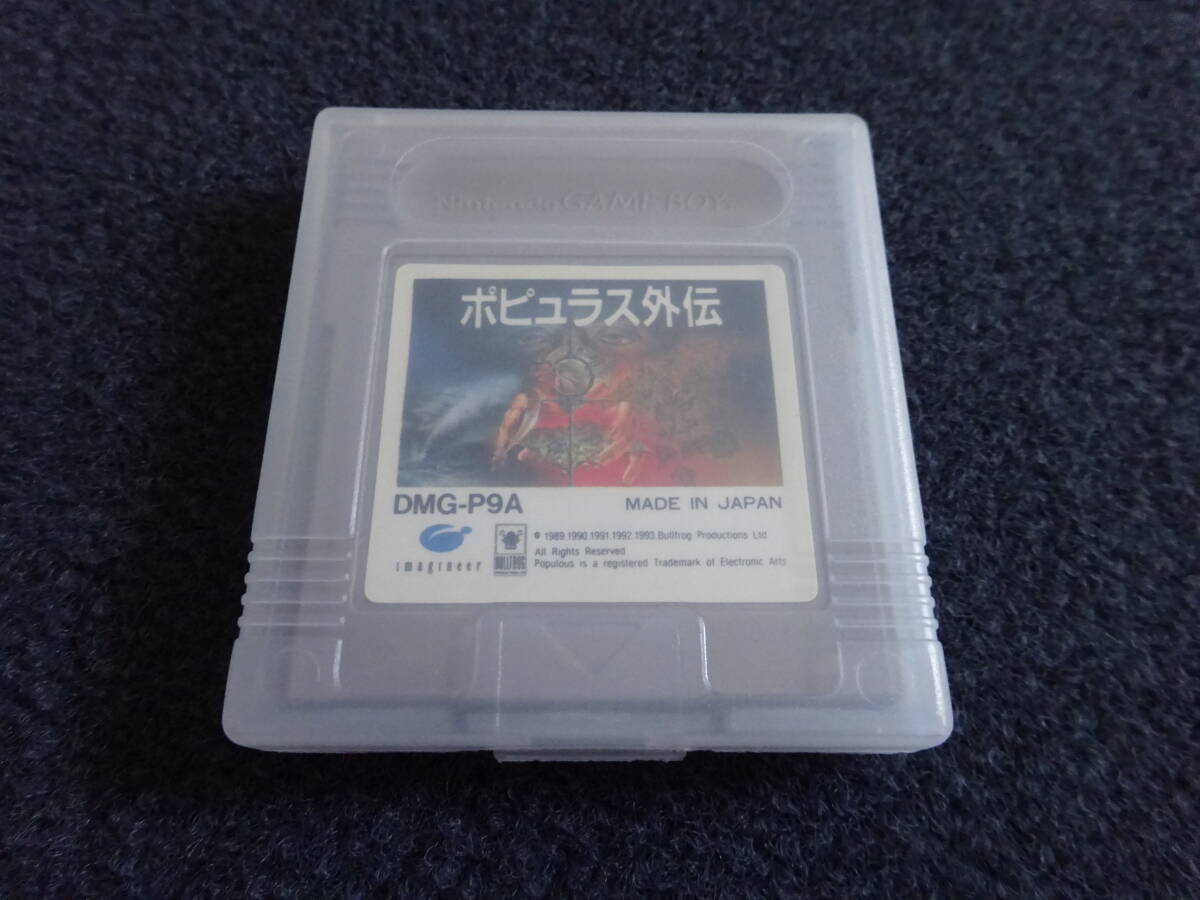 Nintendo GAME BOY
ポピュラス外伝
DMG-P9A
MADE IN JAPAN
imagineer
BULLFROG
© 1989.1990.1991.1992.1993.Bullfrog Productions Ltd
All Rights Reserved
Populous is a registered Trademark of Electronic Arts